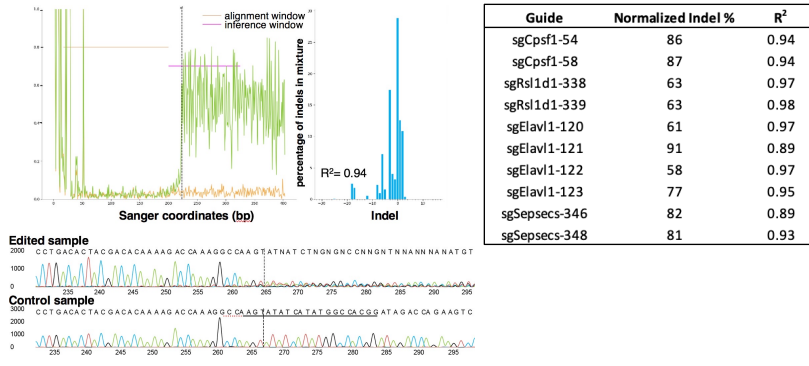 alignment window
inference window
percentage of indels in mixture
R²= 0.94
Sanger coordinates (bp)
Indel
Guide Normalized Indel % R²
sgCpsf1-54 86 0.94
sgCpsf1-58 87 0.94
sgRsl1d1-338 63 0.97
sgRsl1d1-339 63 0.98
sgElavl1-120 61 0.97
sgElavl1-121 91 0.89
sgElavl1-122 58 0.97
sgElavl1-123 77 0.95
sgSepsecs-346 82 0.89
sgSepsecs-348 81 0.93
Edited sample
2000
CCTGACACTACGACACAAAAGACCAAAGGCCAAGTATNATCTNGNGNCCNNGNTNNANNNANATGT
1000
0
235 240 245 250 255 260 265 270 275 280 285 290 295
Control sample
3000
CCTGACACTACGACACAAAAGACCAAAGGCCAAGTATATCATATGGCCACGGATAGACCAGAAGTC
2000
1000
0
235 240 245 250 255 260 265 270 275 280 285 290 295